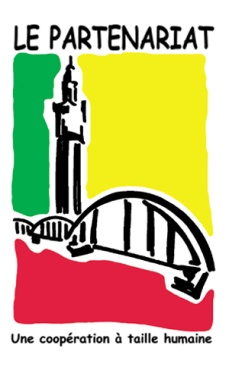 LE PARTENARIAT
Une coopération à taille humaine